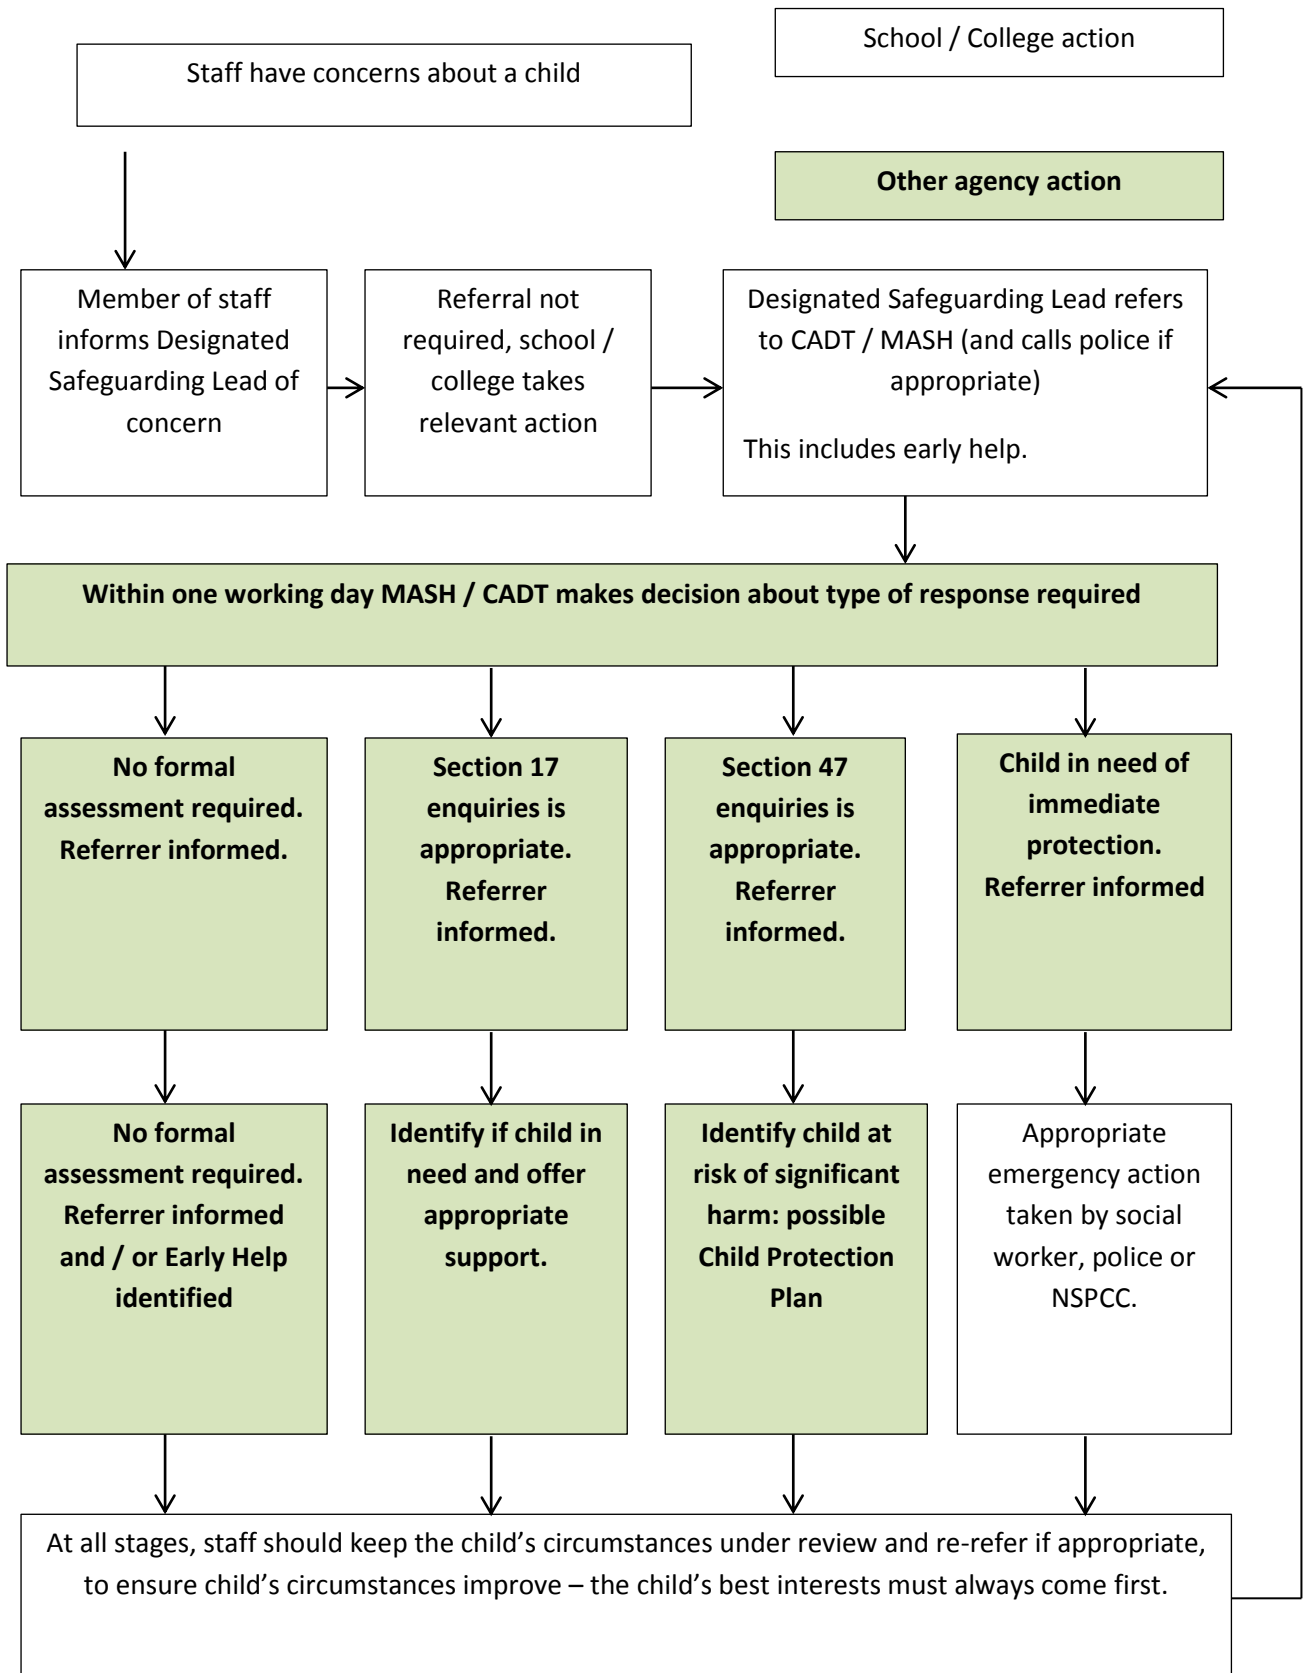 School / College action
Staff have concerns about a child
Other agency action
Member of staff
informs Designated
Safeguarding Lead of
concern
Referral not
required, school /
college takes
relevant action
Designated Safeguarding Lead refers
to CADT / MASH (and calls police if
appropriate)
This includes early help.
Within one working day MASH / CADT makes decision about type of response required
No formal
assessment required.
Referrer informed.
Section 17
enquiries is
appropriate.
Referrer
informed.
Section 47
enquiries is
appropriate.
Referrer
informed.
Child in need of
immediate
protection.
Referrer informed
No formal
assessment required.
Referrer informed
and / or Early Help
identified
Identify if child in
need and offer
appropriate
support.
Identify child at
risk of significant
harm: possible
Child Protection
Plan
Appropriate
emergency action
taken by social
worker, police or
NSPCC.
At all stages, staff should keep the child’s circumstances under review and re-refer if appropriate,
to ensure child’s circumstances improve – the child’s best interests must always come first.